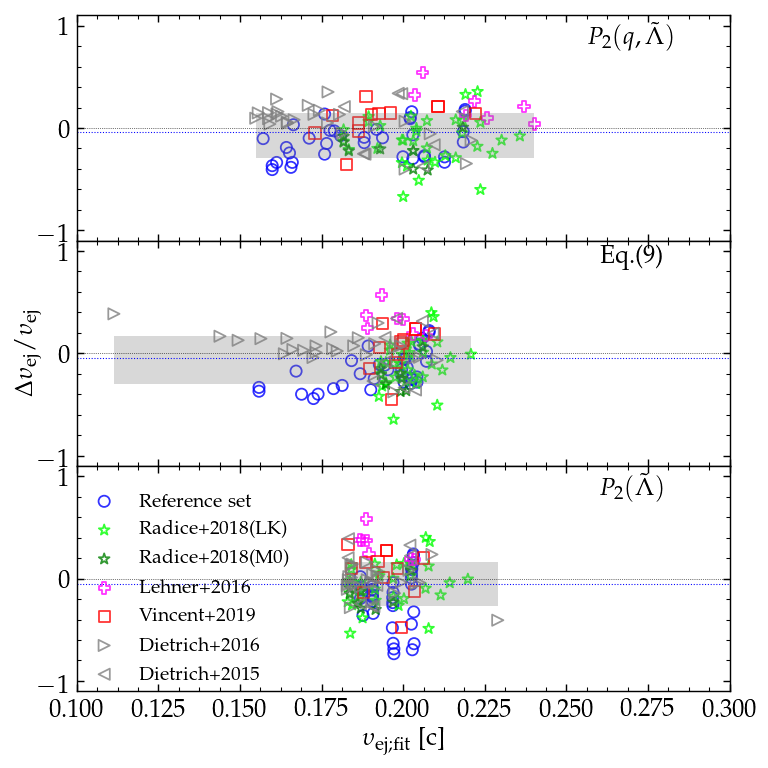 P₂(q, Λ̃)
1
0
−1
Eq.(9)
1
0
−1
Δv_ej/v_ej
P₂(Λ̃)
1
0
−1
Reference set
Radice+2018(LK)
Radice+2018(M0)
Lehner+2016
Vincent+2019
Dietrich+2016
Dietrich+2015
0.100 0.125 0.150 0.175 0.200 0.225 0.250 0.275 0.300
v_ej;fit [c]